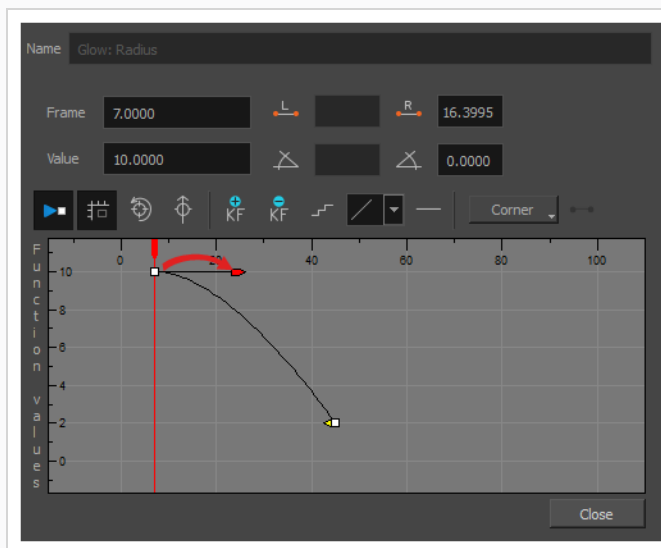 Name Glow: Radius
Frame 7.0000 L R 16.3995
Value 10.0000 0.0000
KF KF Corner
Function values
0 20 40 60 80 100
10
8
6
4
2
0
Close